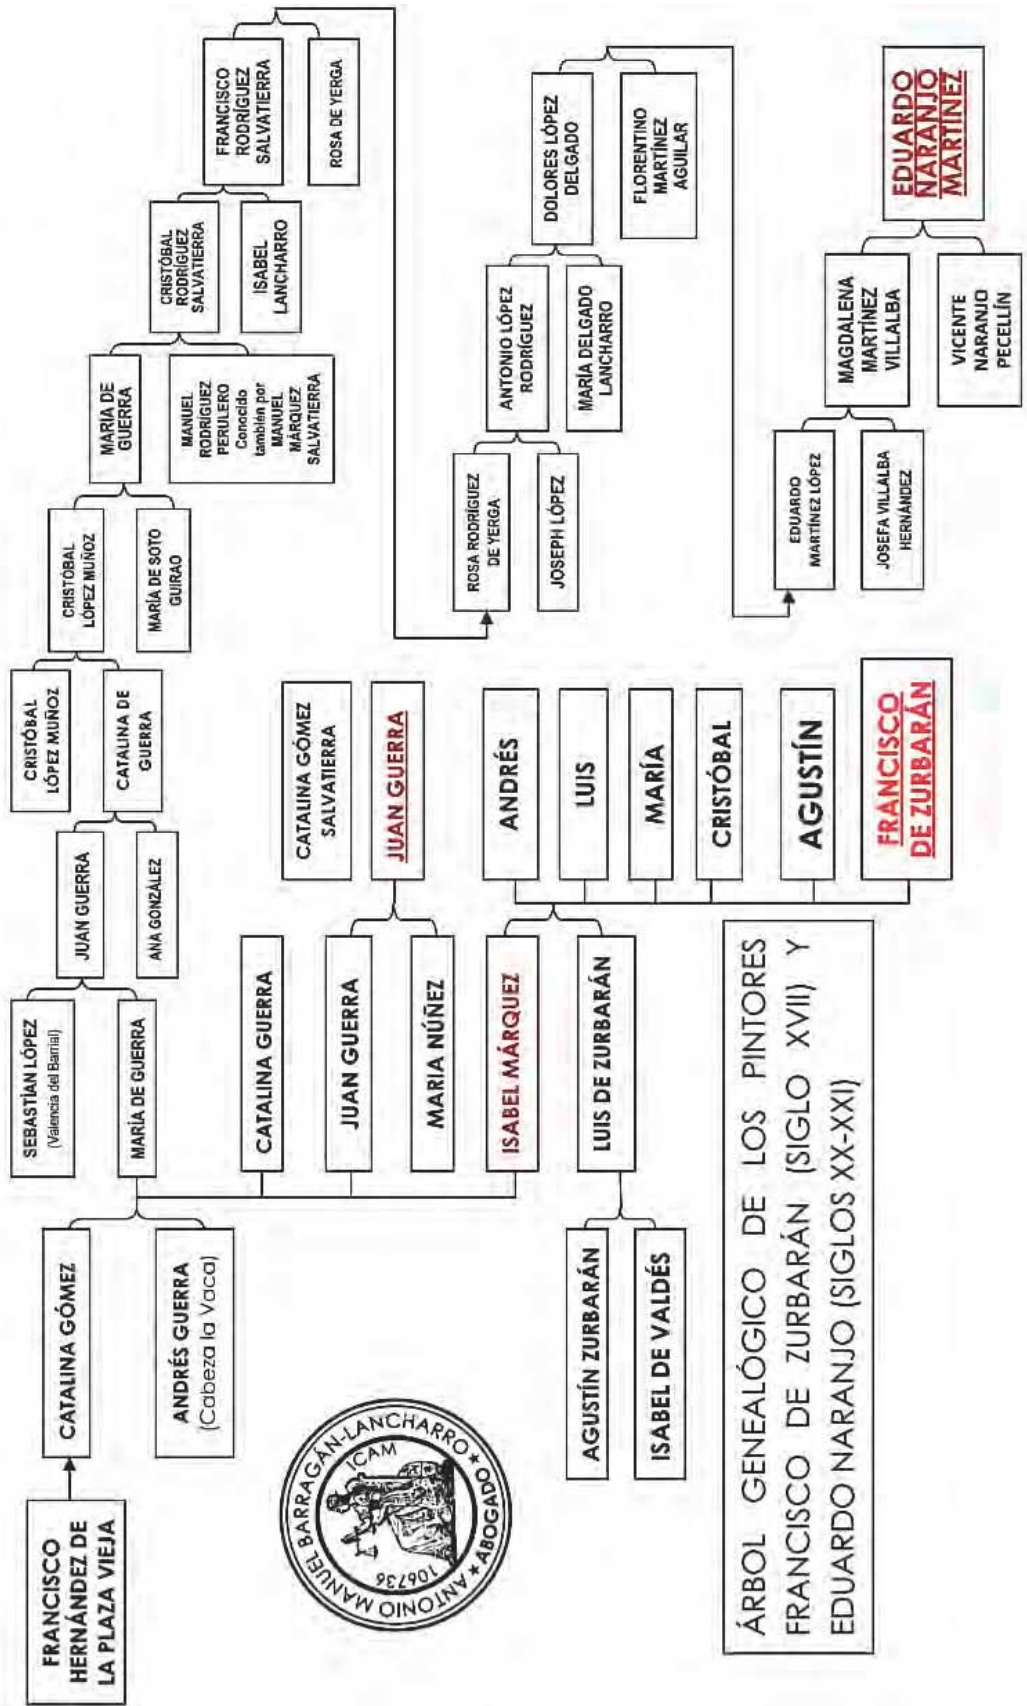 FRANCISCO
HERNÁNDEZ DE
LA PLAZA VIEJA
CATALINA GÓMEZ
ANDRÉS GUERRA
(Cabeza la Vaca)
SEBASTIÁN LÓPEZ
(Valencia del Barrial)
MARÍA DE GUERRA
JUAN GUERRA
ANA GONZÁLEZ
CRISTÓBAL
LÓPEZ MUÑOZ
CATALINA DE
GUERRA
CRISTÓBAL
LÓPEZ MUÑOZ
MARÍA DE SOTO
GUIRAO
MARIA DE
GUERRA
MANUEL
RODRÍGUEZ
PERULERO
Conocido
también por
MANUEL
MÁRQUEZ
SALVATIERRA
CRISTÓBAL
RODRÍGUEZ
SALVATIERRA
ISABEL
LANCHARRO
FRANCISCO
RODRÍGUEZ
SALVATIERRA
ROSA DE YERGA
CATALINA GUERRA
JUAN GUERRA
MARIA NÚÑEZ
CATALINA GÓMEZ
SALVATIERRA
JUAN GUERRA
ISABEL MÁRQUEZ
LUIS DE ZURBARÁN
AGUSTÍN ZURBARÁN
ISABEL DE VALDÉS
ANDRÉS
LUIS
MARÍA
CRISTÓBAL
AGUSTÍN
FRANCISCO
DE ZURBARÁN
ROSA RODRÍGUEZ
DE YERGA
JOSEPH LÓPEZ
ANTONIO LÓPEZ
RODRÍGUEZ
MARÍA DELGADO
LANCHARRO
DOLORES LÓPEZ
DELGADO
FLORENTINO
MARTÍNEZ
AGUILAR
EDUARDO
MARTÍNEZ LÓPEZ
JOSEFA VILLALBA
HERNÁNDEZ
MAGDALENA
MARTÍNEZ
VILLALBA
VICENTE
NARANJO
PECELLÍN
EDUARDO
NARANJO
MARTÍNEZ
ANTONIO MANUEL BARRAGÁN-LANCHARRO * ABOGADO *
ICAM
106736
ÁRBOL GENEALÓGICO DE LOS PINTORES
FRANCISCO DE ZURBARÁN (SIGLO XVII) Y
EDUARDO NARANJO (SIGLOS XX-XXI)